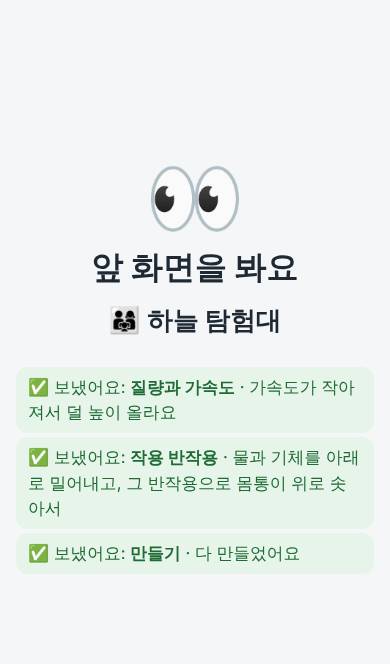 앞 화면을 봐요
하늘 탐험대
✅ 보냈어요: 질량과 가속도 · 가속도가 작아
져서 덜 높이 올라요
✅ 보냈어요: 작용 반작용 · 물과 기체를 아래
로 밀어내고, 그 반작용으로 몸통이 위로 솟
아서
✅ 보냈어요: 만들기 · 다 만들었어요